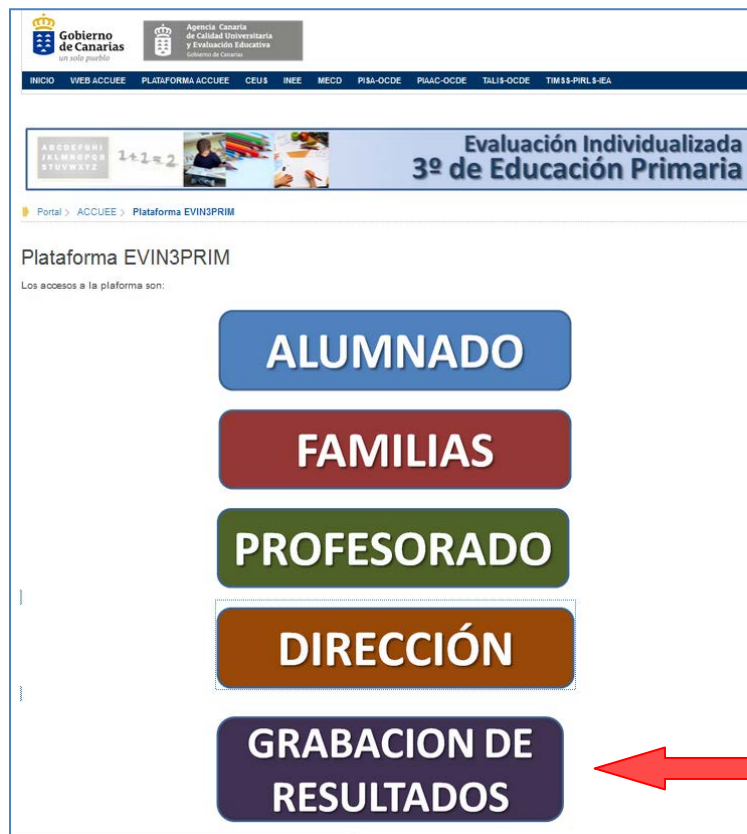 Gobierno
de Canarias
un solo pueblo
Agencia Canaria
de Calidad Universitaria
y Evaluación Educativa
Gobierno de Canarias
INICIO WEB ACCUEE PLATAFORMA ACCUEE CEUS INEE MECD PISA-OCDE PIAAC-OCDE TALIS-OCDE TIMSS-PIRLS-IEA
ABCDEFGHI
JKLMNOPQR
STUVWXYZ
1+1=2
Evaluación Individualizada
3º de Educación Primaria
Portal > ACCUEE > Plataforma EVIN3PRIM
Plataforma EVIN3PRIM
Los accesos a la plaforma son:
ALUMNADO
FAMILIAS
PROFESORADO
DIRECCIÓN
GRABACION DE
RESULTADOS